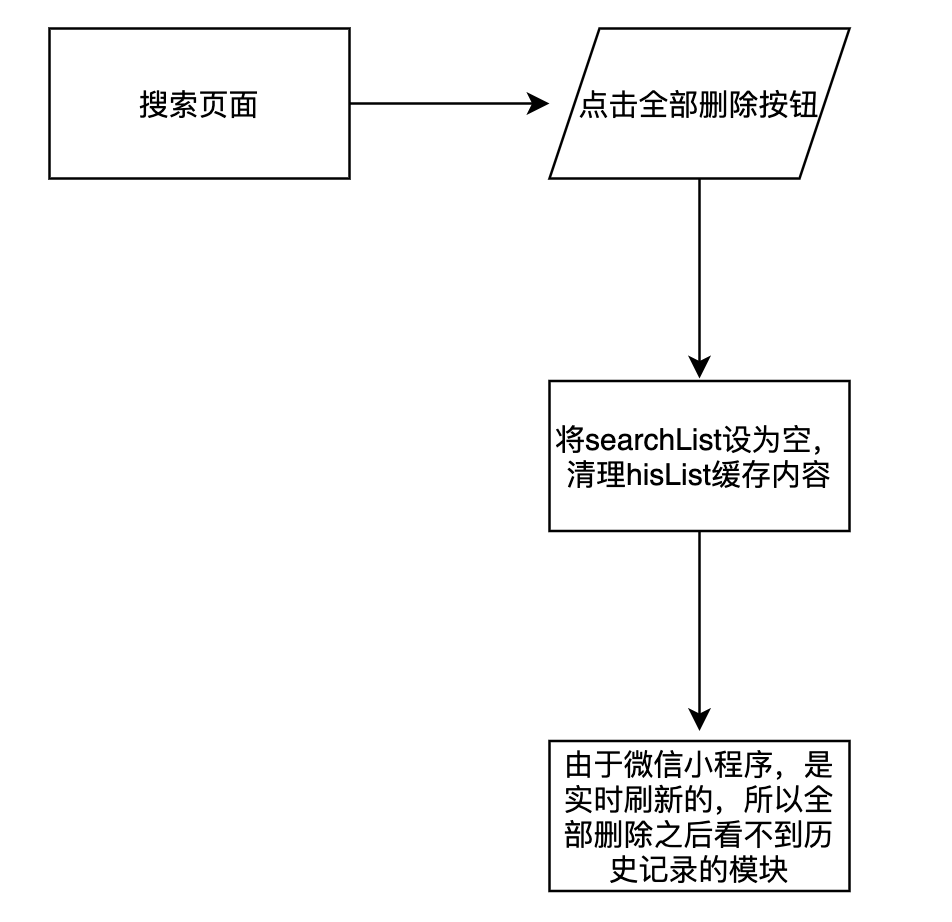 搜索页面
点击全部删除按钮
将searchList设为空，
清理hisList缓存内容
由于微信小程序，是
实时刷新的，所以全
部删除之后看不到历
史记录的模块